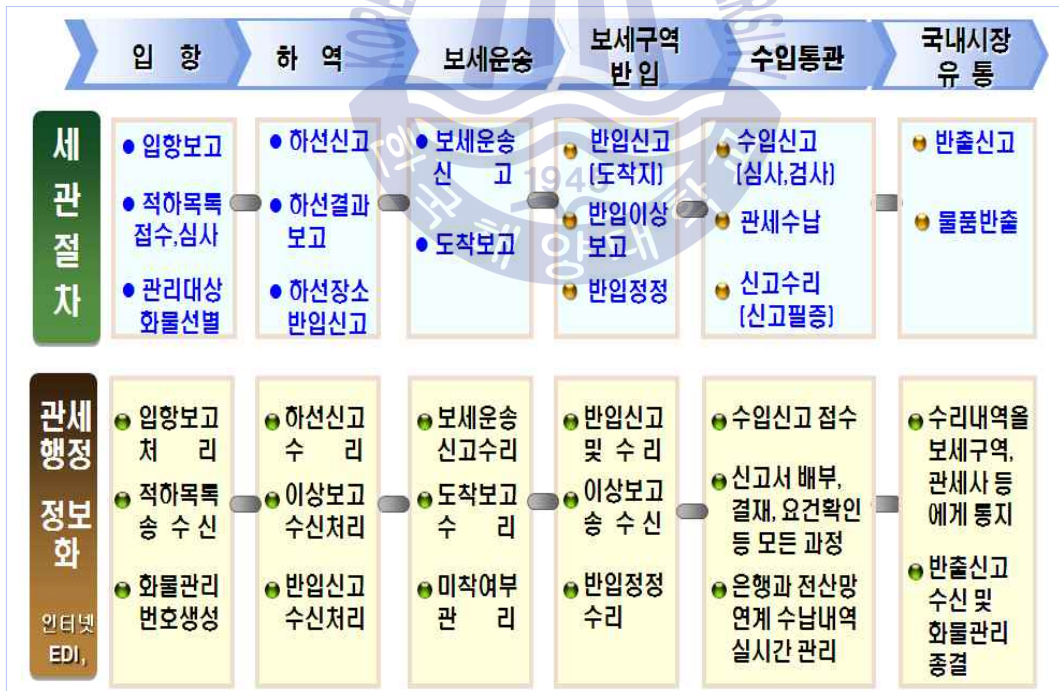 입 항
하 역
보세운송
보세구역
반 입
수입통관
국내시장
유 통
세
관
절
차
● 입항보고
● 적하목록
접수,심사
● 관리대상
화물선별
● 하선신고
● 하선결과
보고
● 하선장소
반입신고
● 보세운송
신 고
● 도착보고
반입신고
(도착지)
반입이상
보고
반입정정
수입신고
(심사,검사)
관세수납
신고수리
(신고필증)
반출신고
물품반출
관세
행정
정보
화
인터넷
EDI,
입항보고
처 리
적하목록
송 수 신
화물관리
번호생성
하선신고
수 리
이상보고
수신처리
반입신고
수신처리
보세운송
신고수리
도착보고
수 리
미착여부
관 리
반입신고
및 수 리
이상보고
송 수 신
반입정정
수리
수입신고 접수
신고서 배부,
결재, 요건확인
등 모든 과정
은행과 전산망
연계 수납내역
실시간 관리
수리내역을
보세구역,
관세사 등
에게 통지
반출신고
수신 및
화물관리
종결
1945